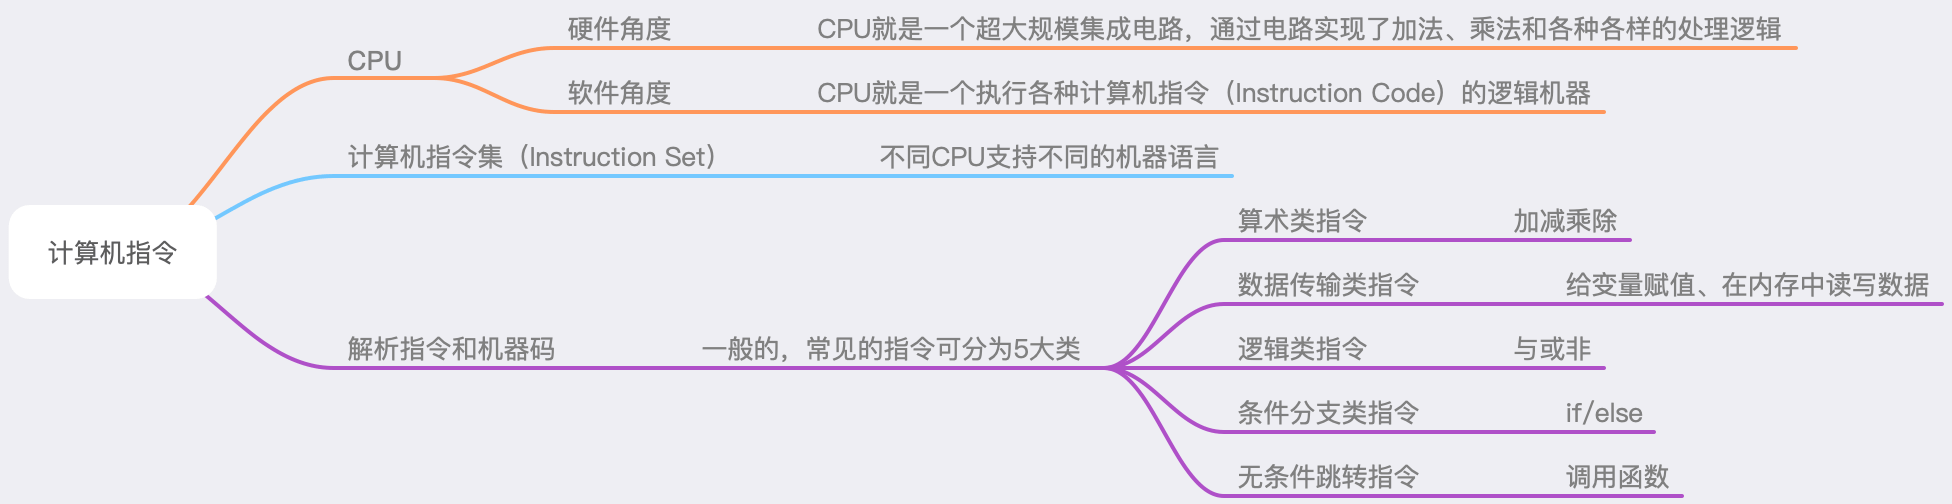 硬件角度 CPU就是一个超大规模集成电路，通过电路实现了加法、乘法和各种各样的处理逻辑
CPU
软件角度 CPU就是一个执行各种计算机指令（Instruction Code）的逻辑机器
计算机指令集（Instruction Set） 不同CPU支持不同的机器语言
计算机指令
算术类指令 加减乘除
数据传输类指令 给变量赋值、在内存中读写数据
解析指令和机器码 一般的，常见的指令可分为5大类
逻辑类指令 与或非
条件分支类指令 if/else
无条件跳转指令 调用函数